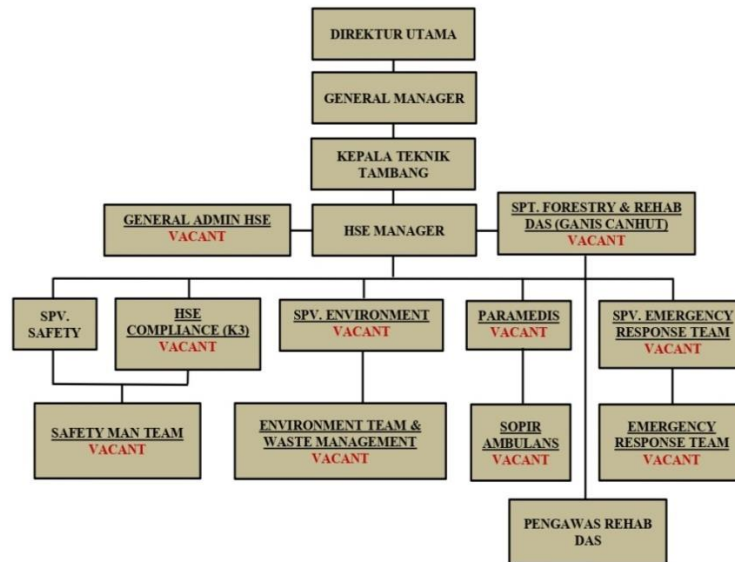 DIREKTUR UTAMA
GENERAL MANAGER
KEPALA TEKNIK
TAMBANG
GENERAL ADMIN HSE
VACANT
HSE MANAGER
SPT. FORESTRY & REHAB
DAS (GANIS CANHUT)
VACANT
SPV.
SAFETY
HSE
COMPLIANCE (K3)
VACANT
SPV. ENVIRONMENT
VACANT
PARAMEDIS
VACANT
SPV. EMERGENCY
RESPONSE TEAM
VACANT
SAFETY MAN TEAM
VACANT
ENVIRONMENT TEAM &
WASTE MANAGEMENT
VACANT
SOPIR
AMBULANS
VACANT
EMERGENCY
RESPONSE TEAM
VACANT
PENGAWAS REHAB
DAS